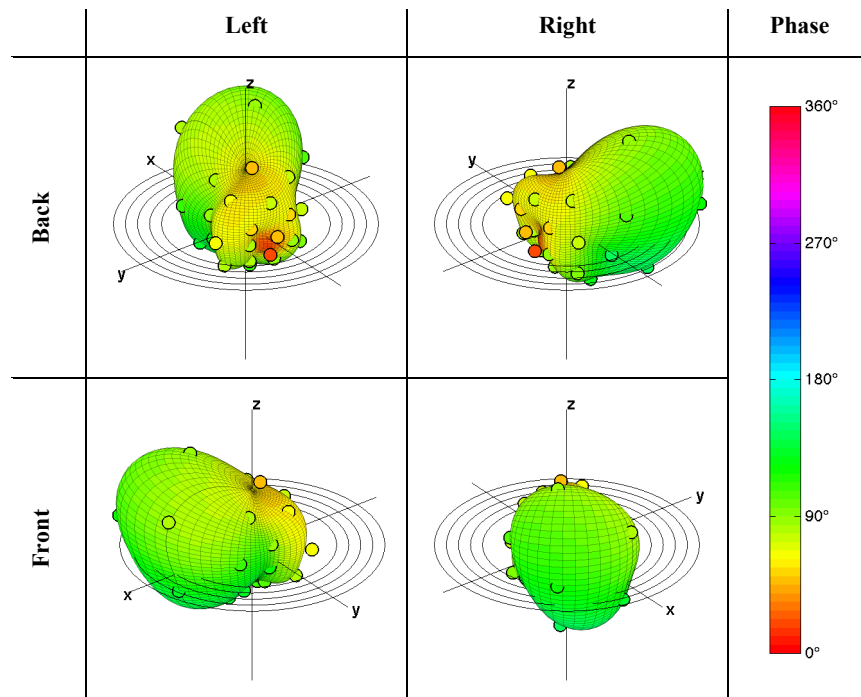 Left Right Phase
Back
z
x
y
z
y
360°
270°
180°
90°
0°
Front
z
x
y
z
y
x